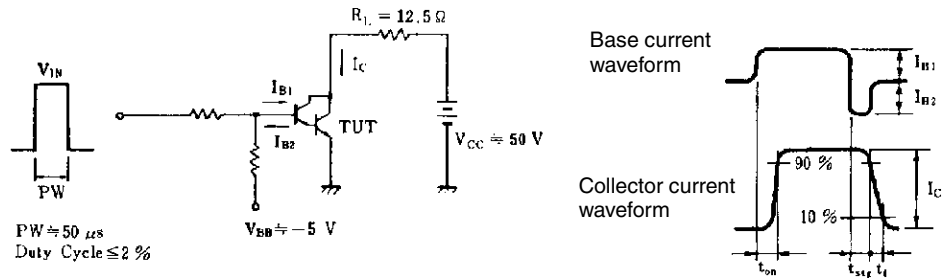 R_L = 12.5 Ω
V_IN
I_C
I_B1
I_B2
TUT
V_CC ≒ 50 V
V_BB ≒ −5 V
PW
PW ≒ 50 μs
Duty Cycle ≤ 2 %
Base current
waveform
I_B1
I_B2
Collector current
waveform
90 %
10 %
I_C
t_on
t_stg
t_f